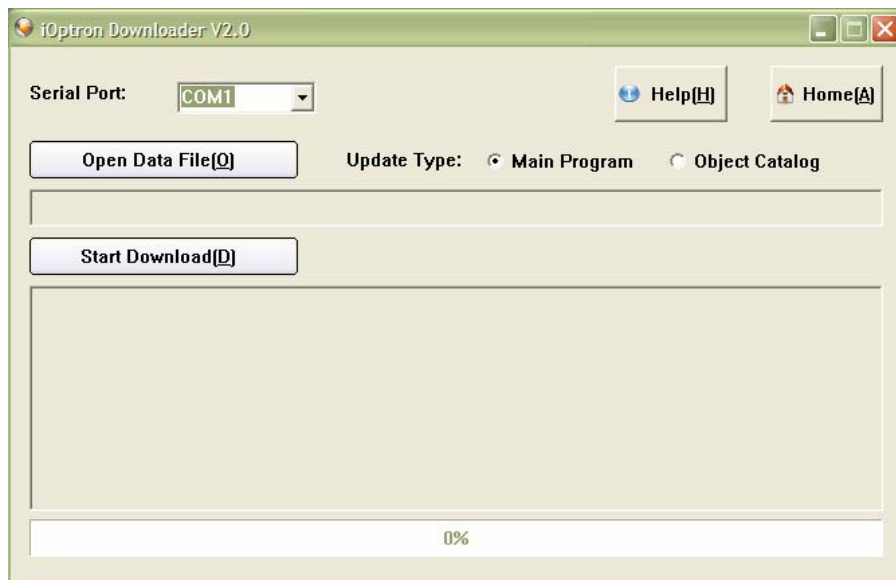 iOptron Downloader V2.0
Serial Port: COM1 Help(H) Home(A)
Open Data File(O) Update Type: Main Program Object Catalog
Start Download(D)
0%